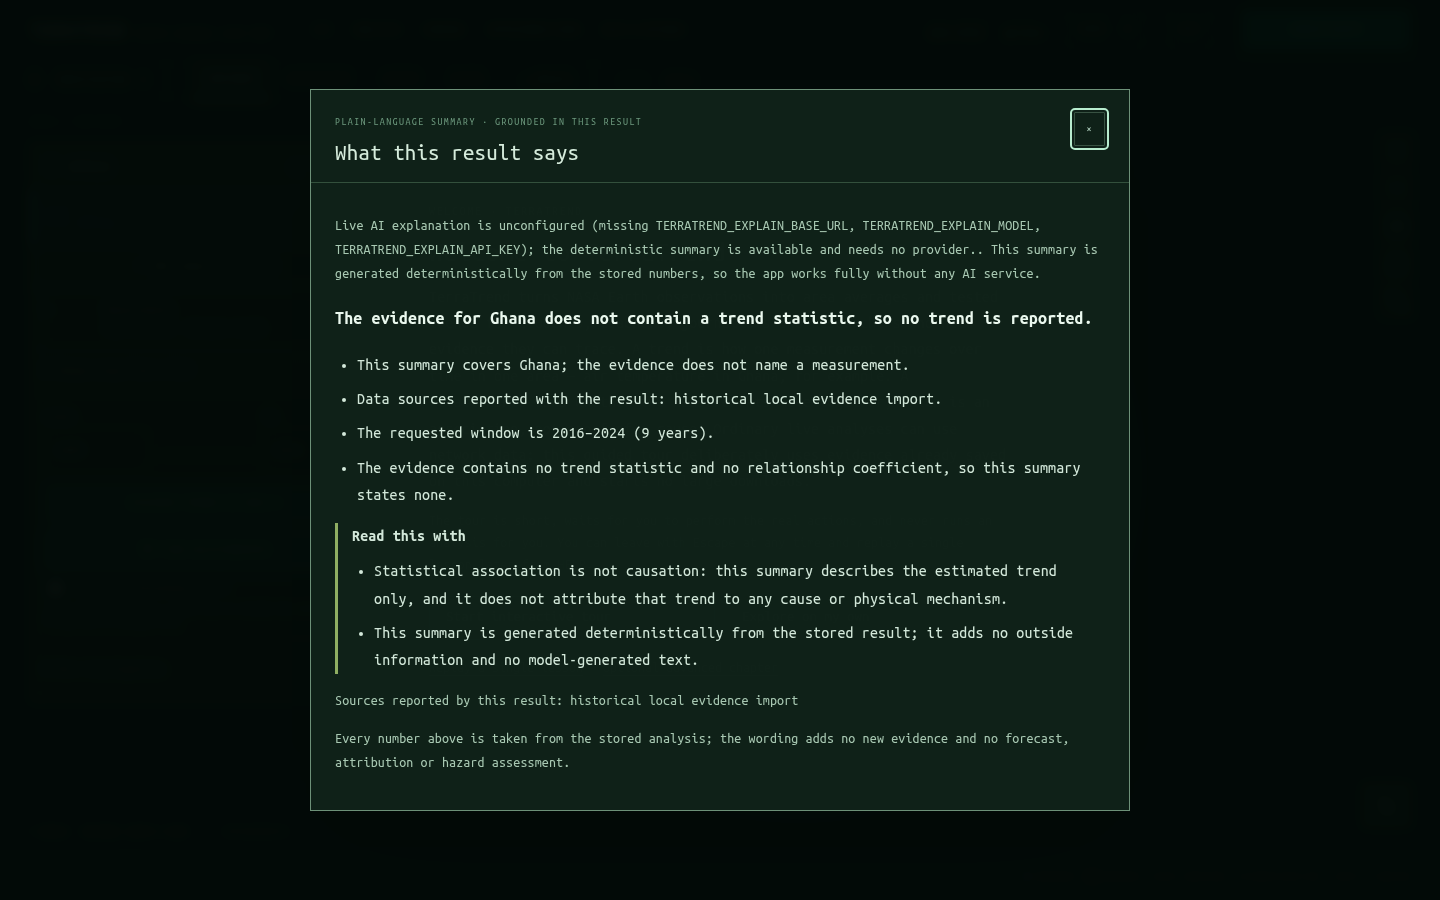 PLAIN-LANGUAGE SUMMARY · GROUNDED IN THIS RESULT
What this result says
×
Live AI explanation is unconfigured (missing TERRATREND_EXPLAIN_BASE_URL, TERRATREND_EXPLAIN_MODEL,
TERRATREND_EXPLAIN_API_KEY); the deterministic summary is available and needs no provider.. This summary is
generated deterministically from the stored numbers, so the app works fully without any AI service.
The evidence for Ghana does not contain a trend statistic, so no trend is reported.
• This summary covers Ghana; the evidence does not name a measurement.
• Data sources reported with the result: historical local evidence import.
• The requested window is 2016–2024 (9 years).
• The evidence contains no trend statistic and no relationship coefficient, so this summary
states none.
Read this with
• Statistical association is not causation: this summary describes the estimated trend
only, and it does not attribute that trend to any cause or physical mechanism.
• This summary is generated deterministically from the stored result; it adds no outside
information and no model-generated text.
Sources reported by this result: historical local evidence import
Every number above is taken from the stored analysis; the wording adds no new evidence and no forecast,
attribution or hazard assessment.